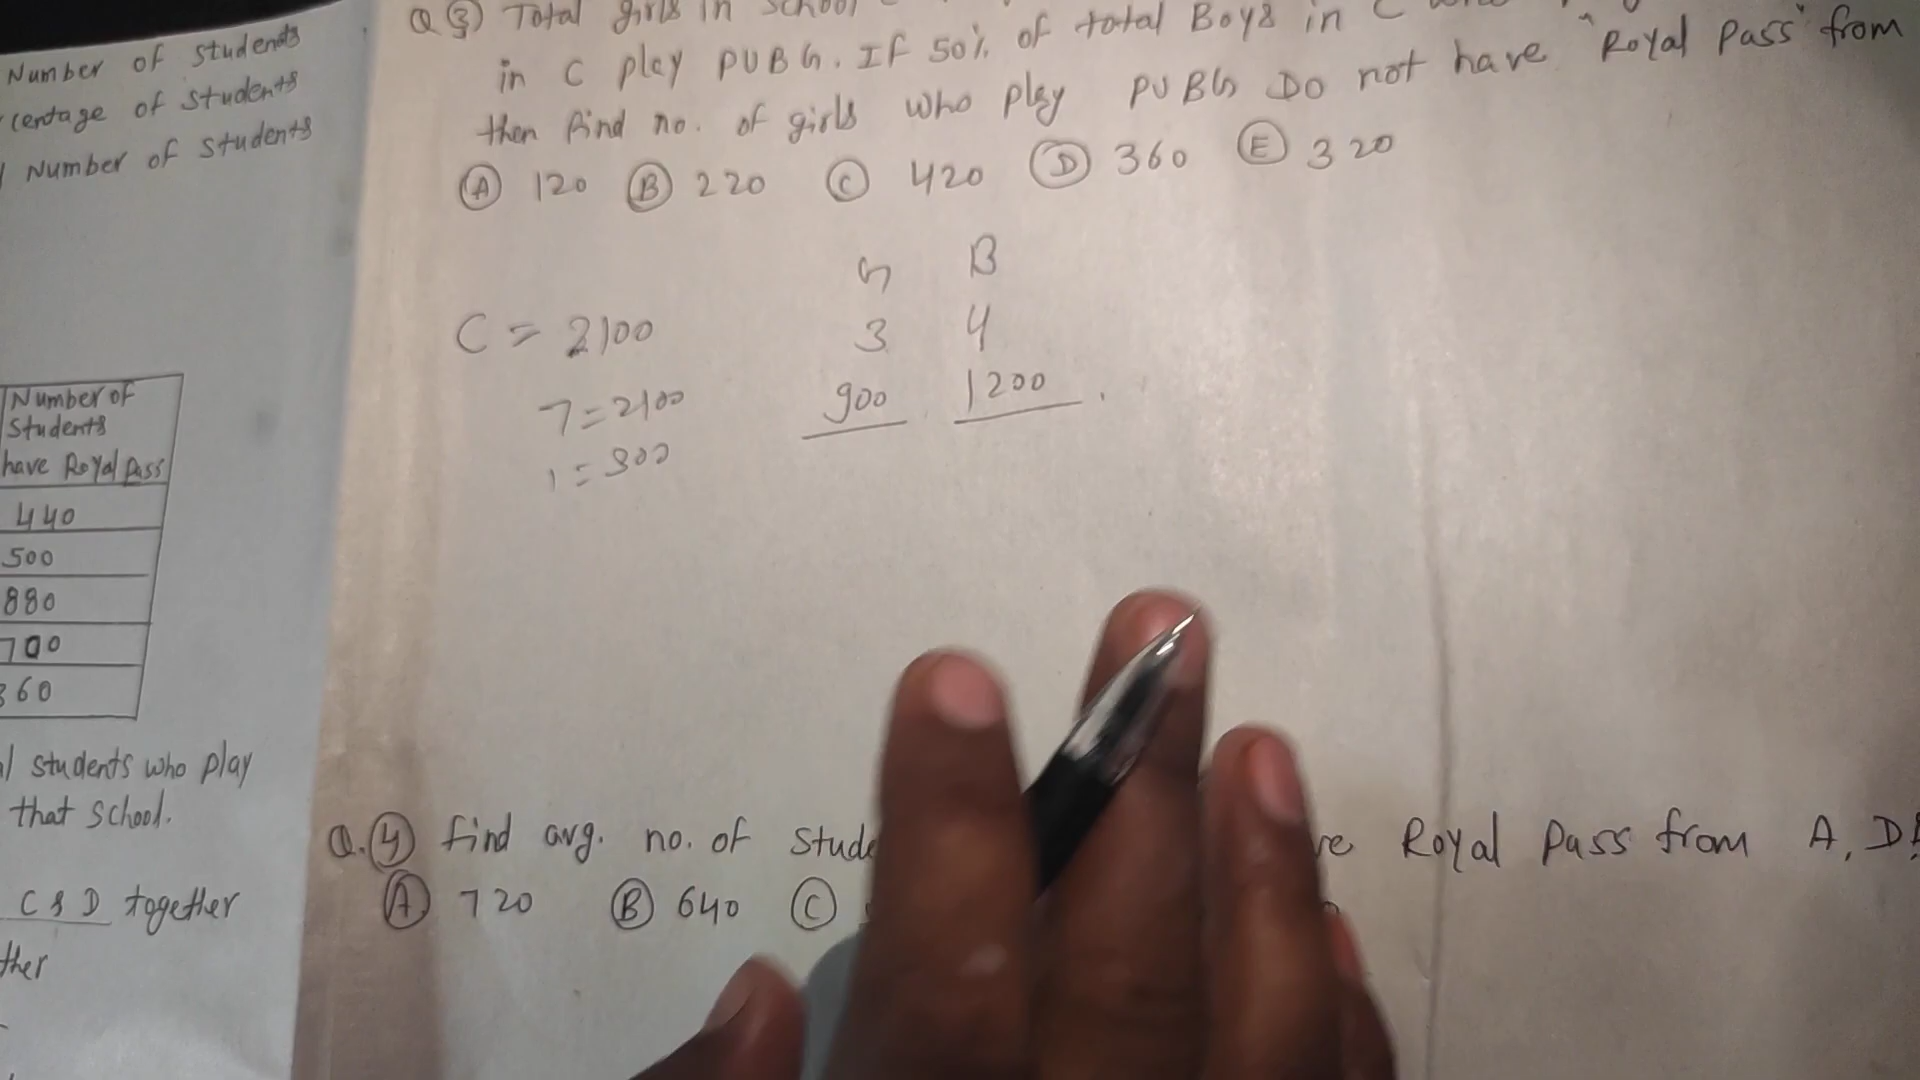 Number of students
centage of students
Number of students
Number of
Students
have Royal Pass
440
500
880
700
360
students who play
that school.
C & D together
ther
Q ③ Total girls in school
in C play PUBG. If 50% of total Boys in C
then find no. of girls who play PUBG Do not have "Royal Pass" from
Ⓐ 120 Ⓑ 220 Ⓒ 420 Ⓓ 360 Ⓔ 320
G B
C = 2100 3 4
7 = 2100 900 1200
1 = 300
Q.④ find avg. no. of Stude re Royal Pass from A, D
Ⓐ 720 Ⓑ 640 Ⓒ